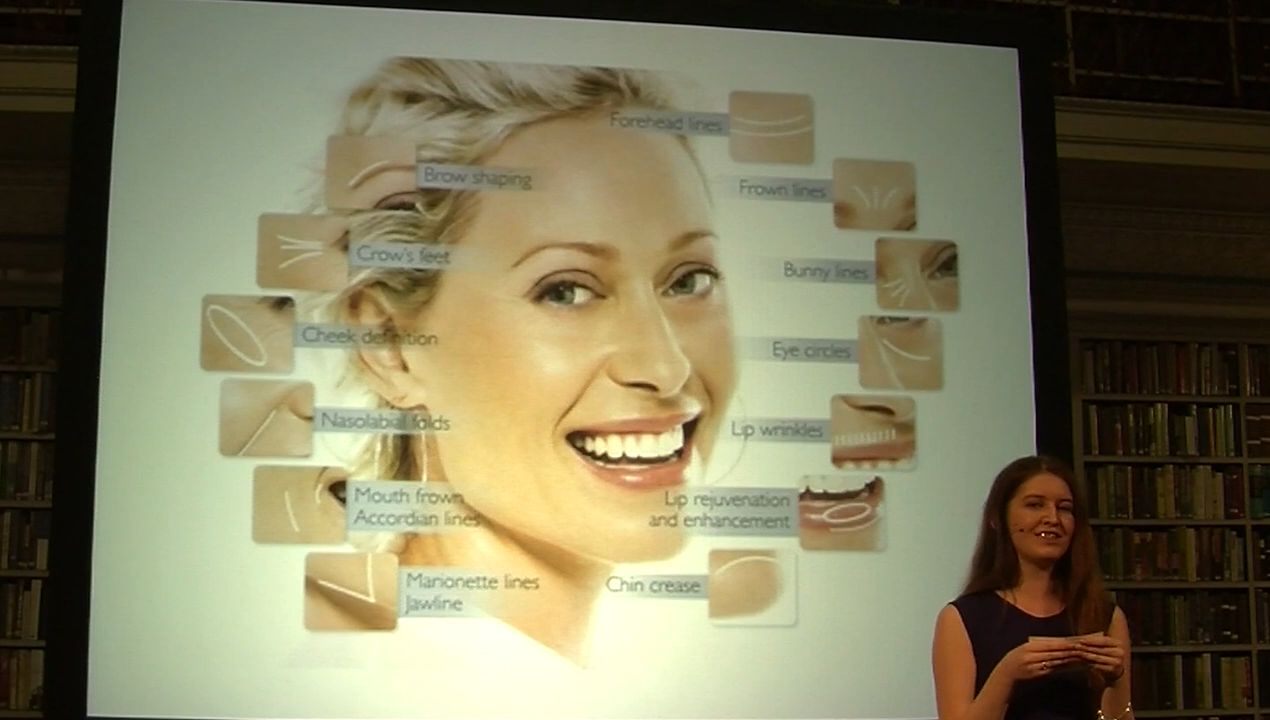 Forehead lines
Brow shaping
Frown lines
Crow's feet
Bunny lines
Cheek definition
Eye circles
Nasolabial folds
Lip wrinkles
Mouth frown
Accordian lines
Lip rejuvenation
and enhancement
Marionette lines
Jawline
Chin crease